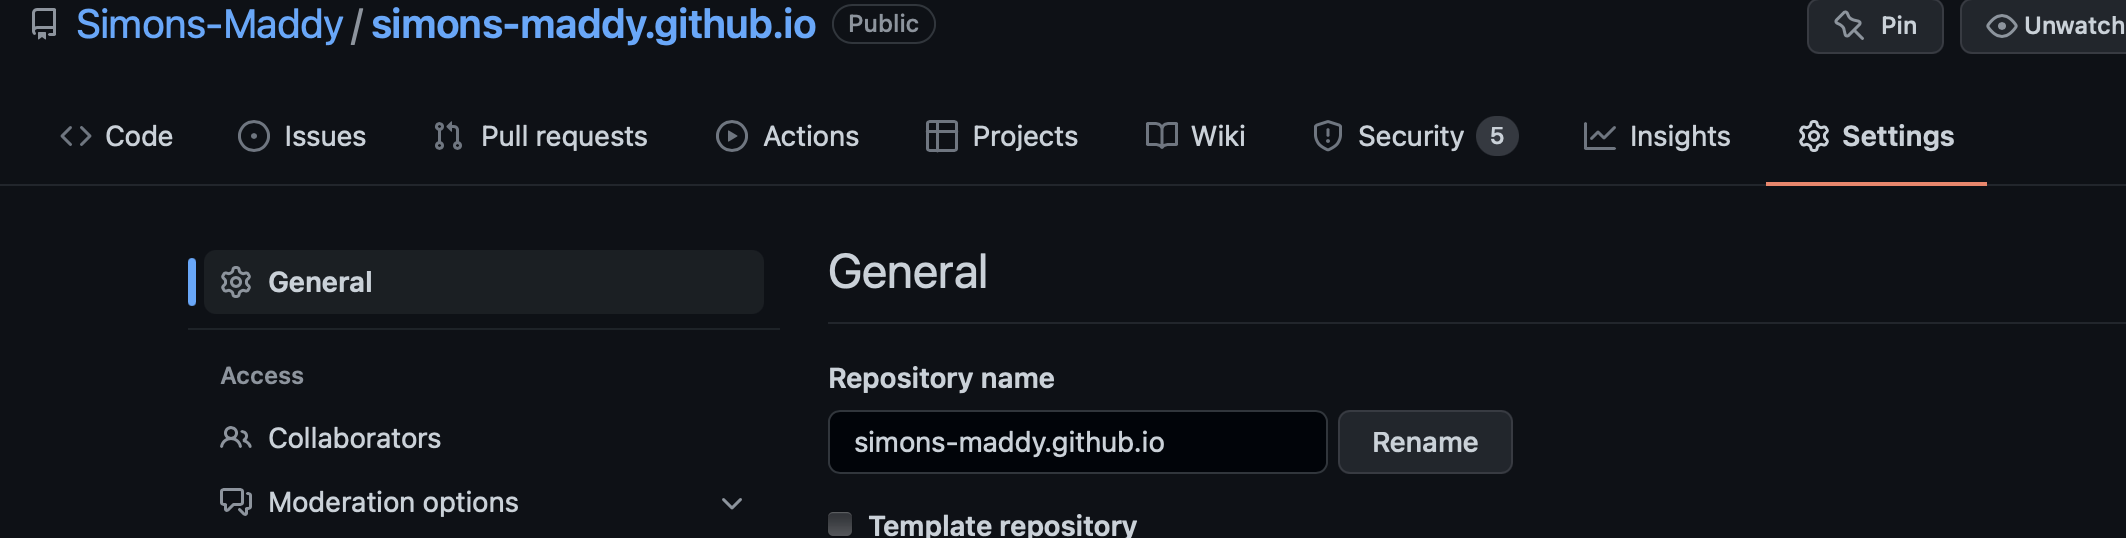 Simons-Maddy / simons-maddy.github.io Public Pin Unwatch
Code Issues Pull requests Actions Projects Wiki Security 5 Insights Settings
General
Access
Collaborators
Moderation options
General
Repository name
simons-maddy.github.io Rename
Template repository